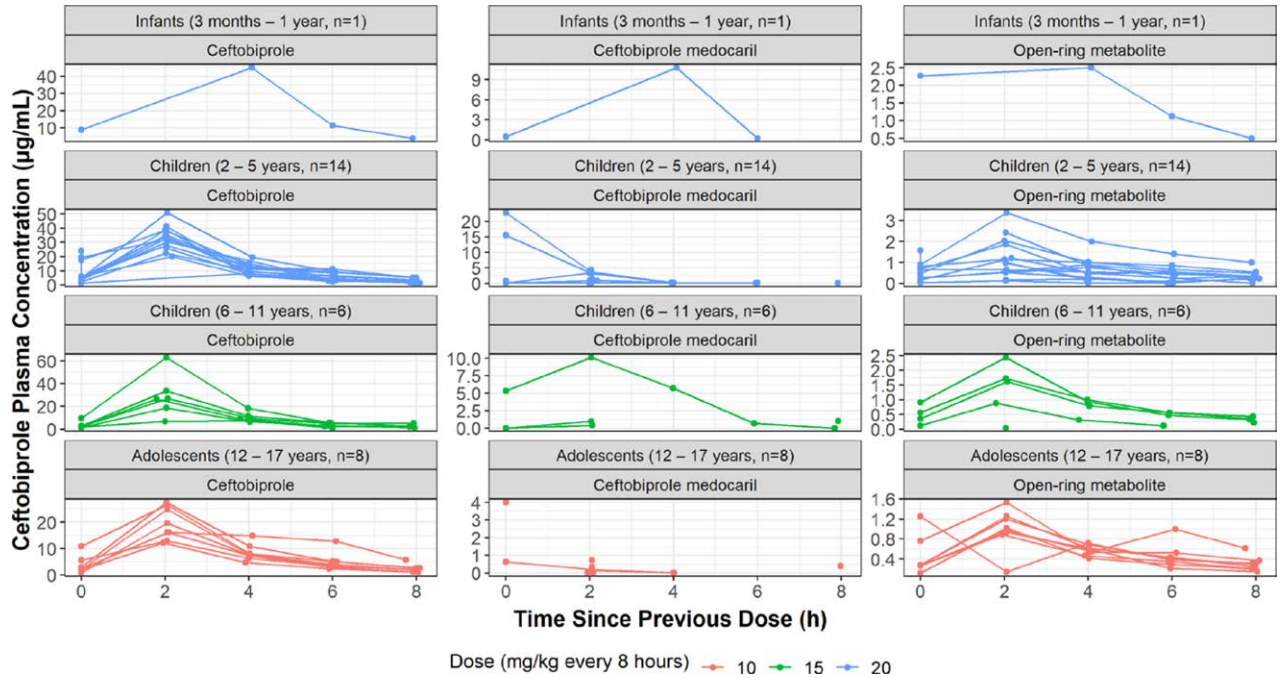 Infants (3 months – 1 year, n=1)
Infants (3 months – 1 year, n=1)
Infants (3 months – 1 year, n=1)
Ceftobiprole
Ceftobiprole medocaril
Open-ring metabolite
40
30
20
10
9
6
3
0
2.5
2.0
1.5
1.0
0.5
Children (2 – 5 years, n=14)
Children (2 – 5 years, n=14)
Children (2 – 5 years, n=14)
Ceftobiprole
Ceftobiprole medocaril
Open-ring metabolite
50
40
30
20
10
0
20
15
10
5
0
3
2
1
0
Children (6 – 11 years, n=6)
Children (6 – 11 years, n=6)
Children (6 – 11 years, n=6)
Ceftobiprole
Ceftobiprole medocaril
Open-ring metabolite
60
40
20
0
10.0
7.5
5.0
2.5
0.0
2.5
2.0
1.5
1.0
0.5
0.0
Adolescents (12 – 17 years, n=8)
Adolescents (12 – 17 years, n=8)
Adolescents (12 – 17 years, n=8)
Ceftobiprole
Ceftobiprole medocaril
Open-ring metabolite
20
10
0
4
3
2
1
0
1.6
1.2
0.8
0.4
0 2 4 6 8
0 2 4 6 8
0 2 4 6 8
Ceftobiprole Plasma Concentration (µg/mL)
Time Since Previous Dose (h)
Dose (mg/kg every 8 hours) 10 15 20